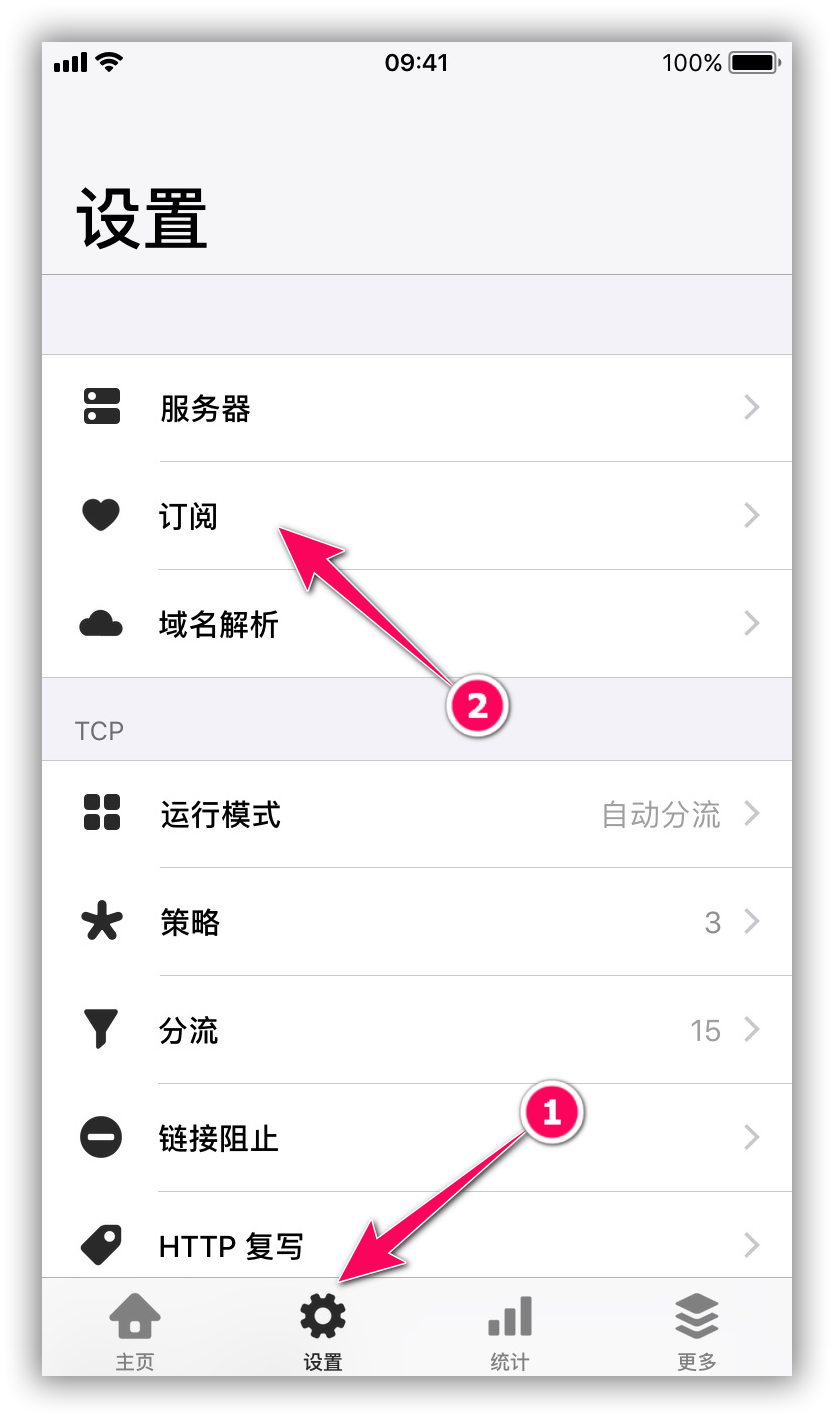 09:41
100%
设置
服务器
订阅
域名解析
2
TCP
运行模式 自动分流
策略 3
分流 15
1
链接阻止
HTTP 复写
主页 设置 统计 更多